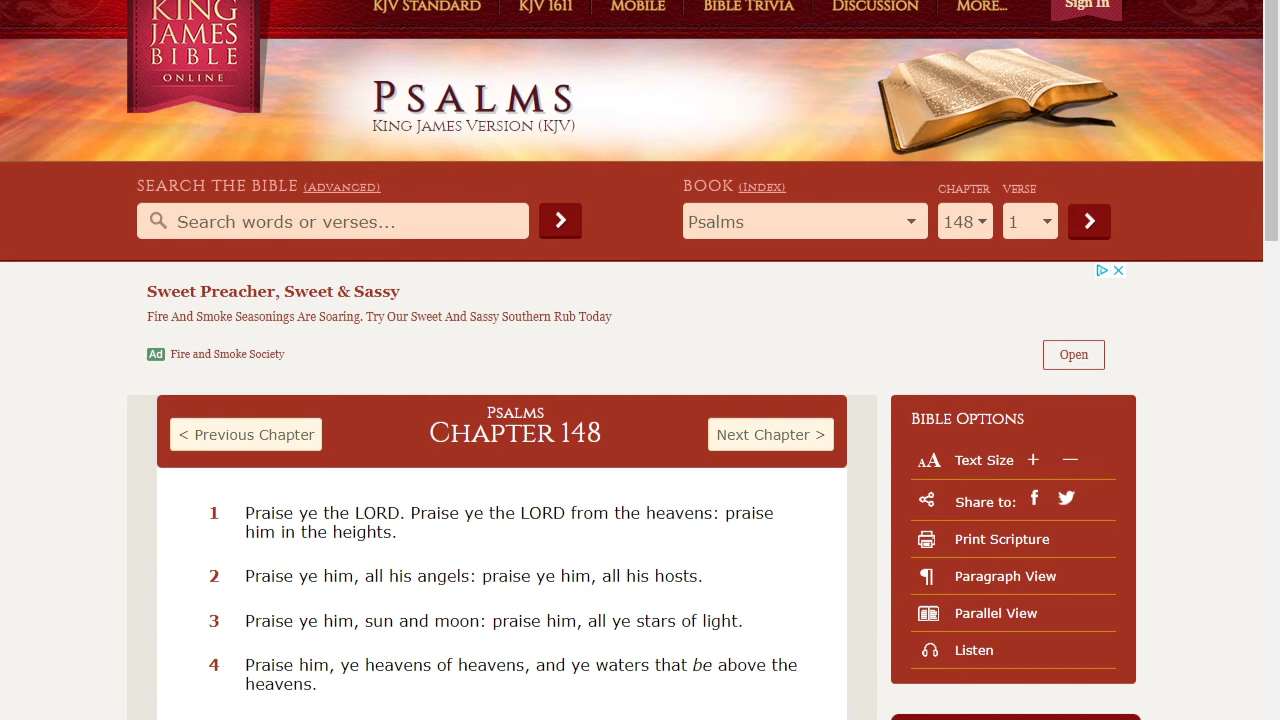 KJV STANDARD KJV 1611 MOBILE BIBLE TRIVIA DISCUSSION MORE... Sign In
KING
JAMES
BIBLE
ONLINE
PSALMS
KING JAMES VERSION (KJV)
SEARCH THE BIBLE (ADVANCED)
BOOK (INDEX) CHAPTER VERSE
Search words or verses...
Psalms 148 1
Sweet Preacher, Sweet & Sassy
Fire And Smoke Seasonings Are Soaring. Try Our Sweet And Sassy Southern Rub Today
Ad Fire and Smoke Society
Open
< Previous Chapter
PSALMS
CHAPTER 148
Next Chapter >
1 Praise ye the LORD. Praise ye the LORD from the heavens: praise
him in the heights.
2 Praise ye him, all his angels: praise ye him, all his hosts.
3 Praise ye him, sun and moon: praise him, all ye stars of light.
4 Praise him, ye heavens of heavens, and ye waters that be above the
heavens.
BIBLE OPTIONS
AA Text Size + —
Share to:
Print Scripture
¶ Paragraph View
Parallel View
Listen